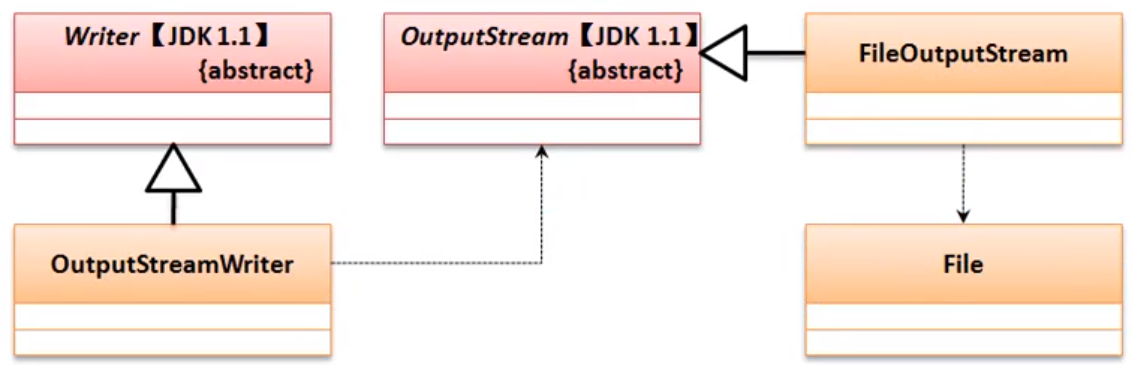 Writer【JDK 1.1】
{abstract}
OutputStream【JDK 1.1】
{abstract}
FileOutputStream
OutputStreamWriter
File